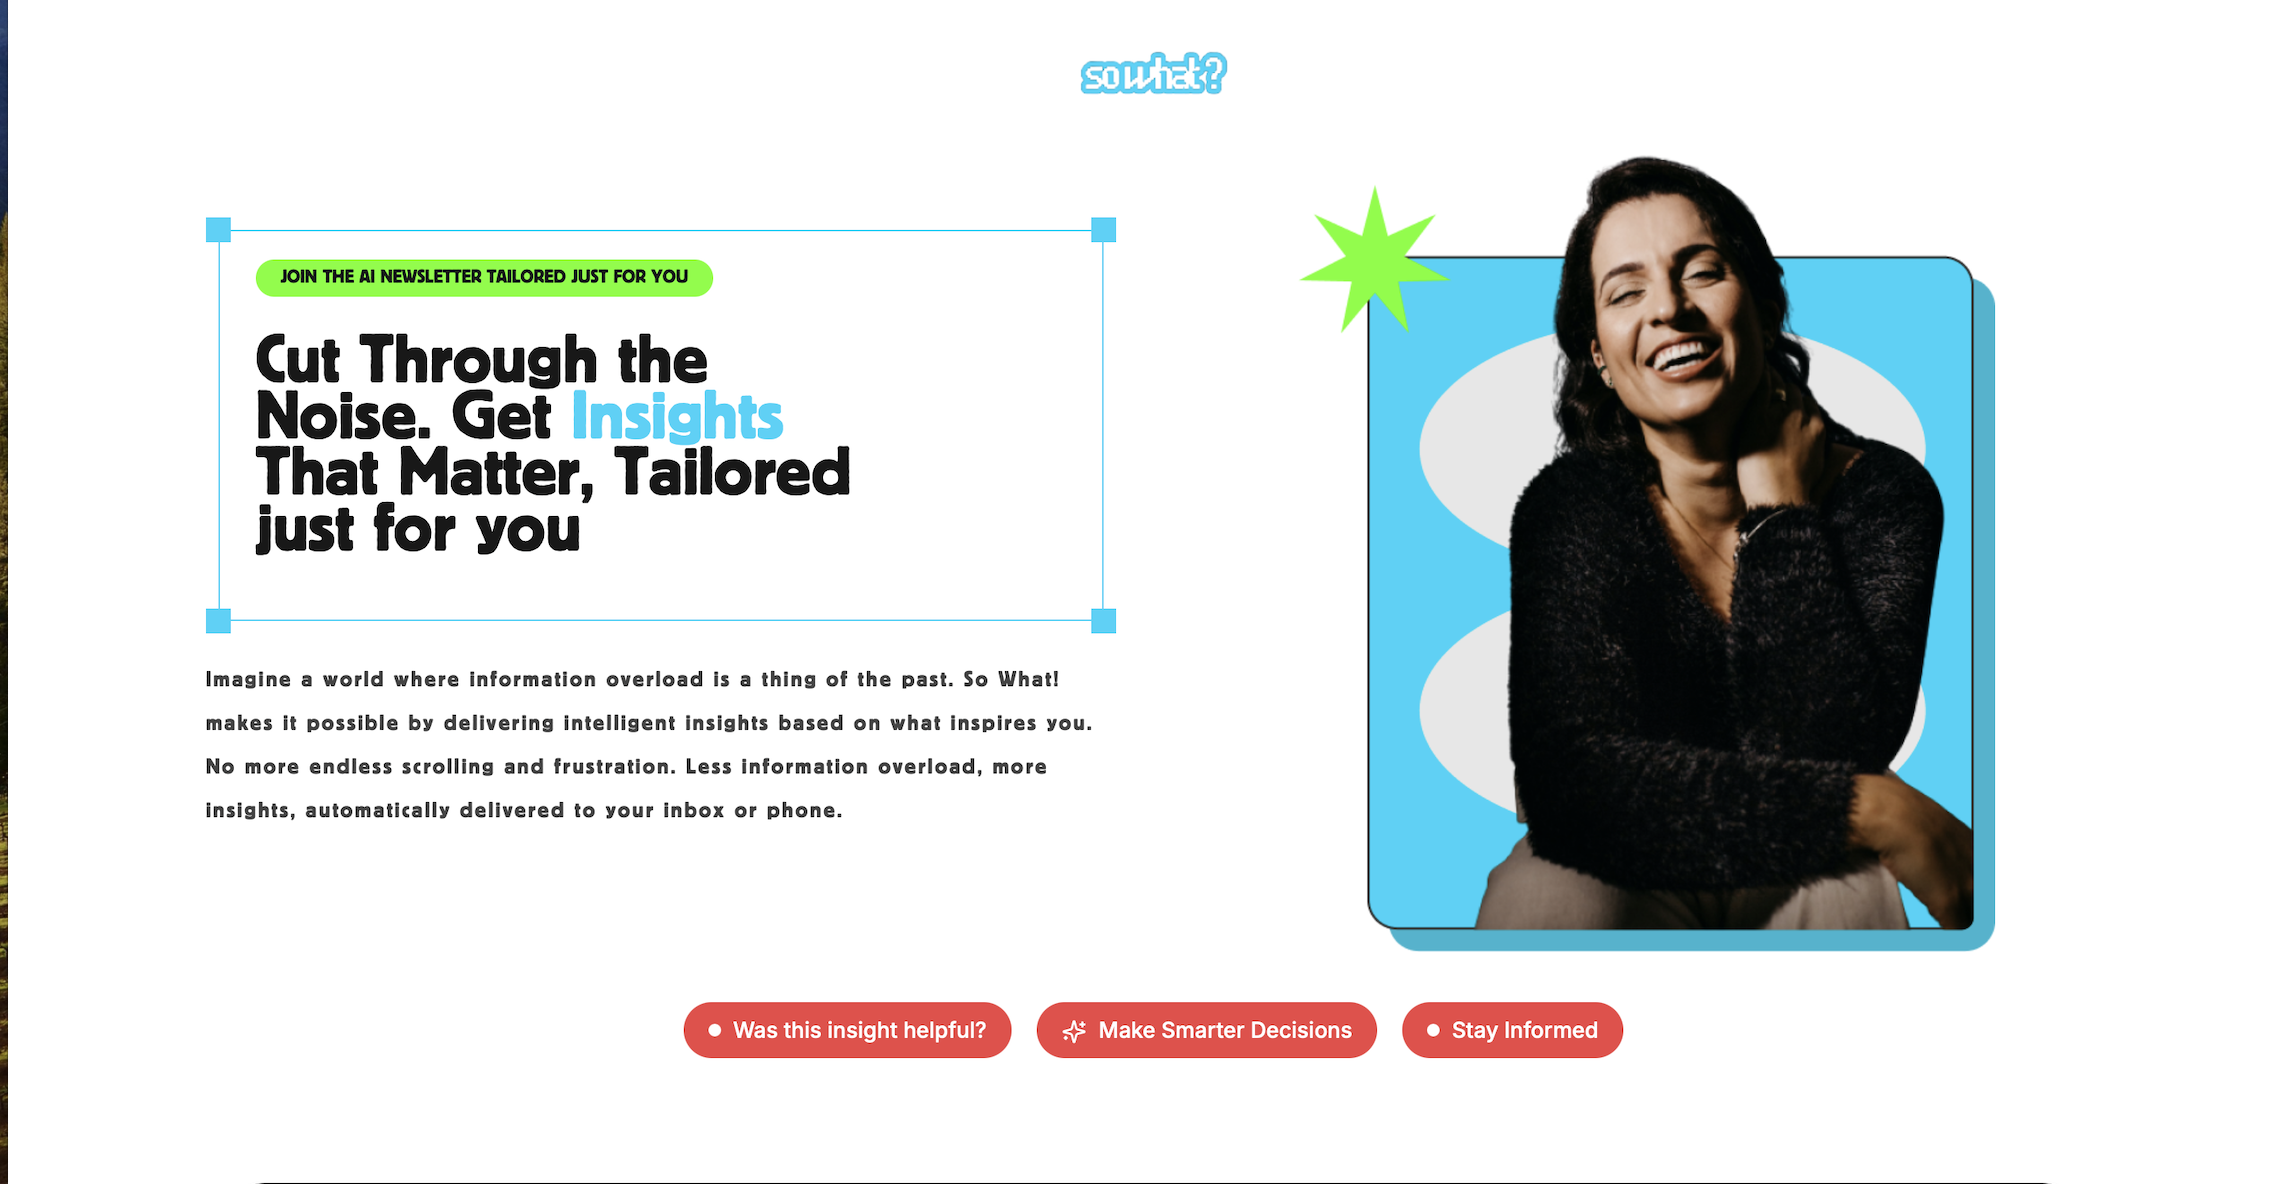 so what?
JOIN THE AI NEWSLETTER TAILORED JUST FOR YOU
Cut Through the
Noise. Get Insights
That Matter, Tailored
just for you
Imagine a world where information overload is a thing of the past. So What!
makes it possible by delivering intelligent insights based on what inspires you.
No more endless scrolling and frustration. Less information overload, more
insights, automatically delivered to your inbox or phone.
Was this insight helpful?
Make Smarter Decisions
Stay Informed